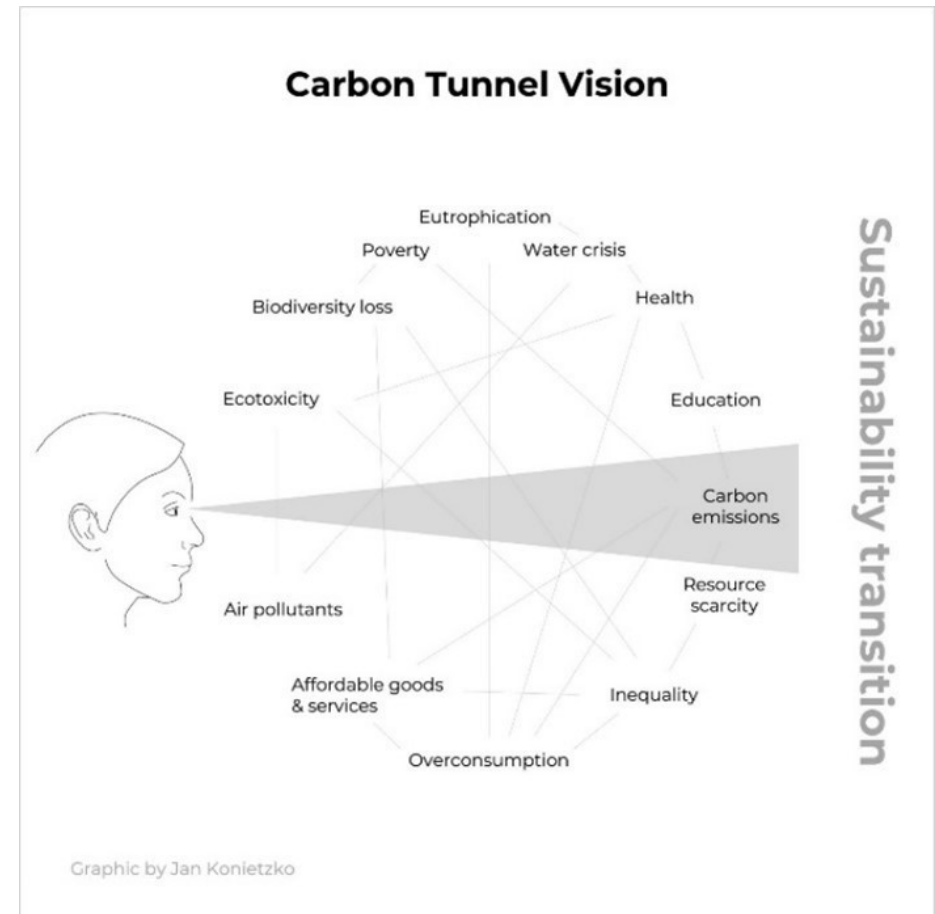 Carbon Tunnel Vision
Eutrophication
Poverty
Water crisis
Health
Biodiversity loss
Ecotoxicity
Education
Carbon
emissions
Resource
scarcity
Air pollutants
Affordable goods
& services
Inequality
Overconsumption
Sustainability transition
Graphic by Jan Konietzko